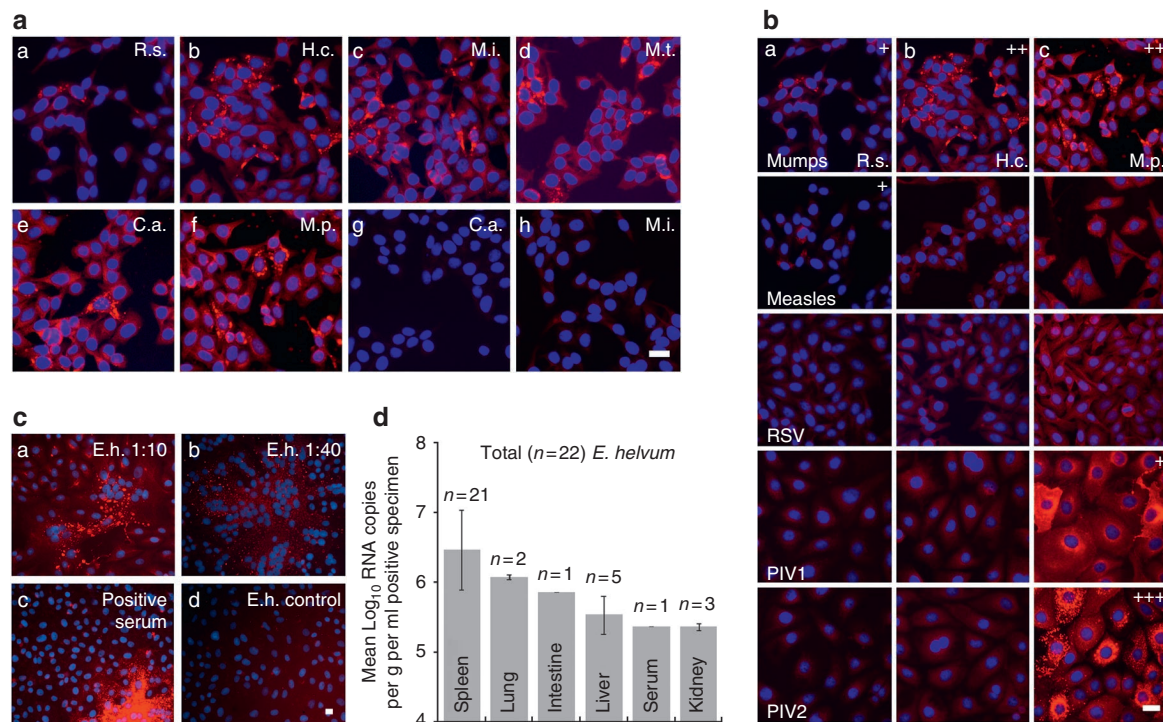 a
a R.s.
b H.c.
c M.i.
d M.t.
e C.a.
f M.p.
g C.a.
h M.i.
b
a + Mumps R.s.
b ++ H.c.
c ++ M.p.
+ Measles
RSV
PIV1 +
PIV2 +++
c
a E.h. 1:10
b E.h. 1:40
c Positive
serum
d E.h. control
d
Total (n=22) E. helvum
Mean Log₁₀ RNA copies
per g per ml positive specimen
8
7
6
5
4
n=21
n=2
n=1
n=5
n=1
n=3
Spleen
Lung
Intestine
Liver
Serum
Kidney